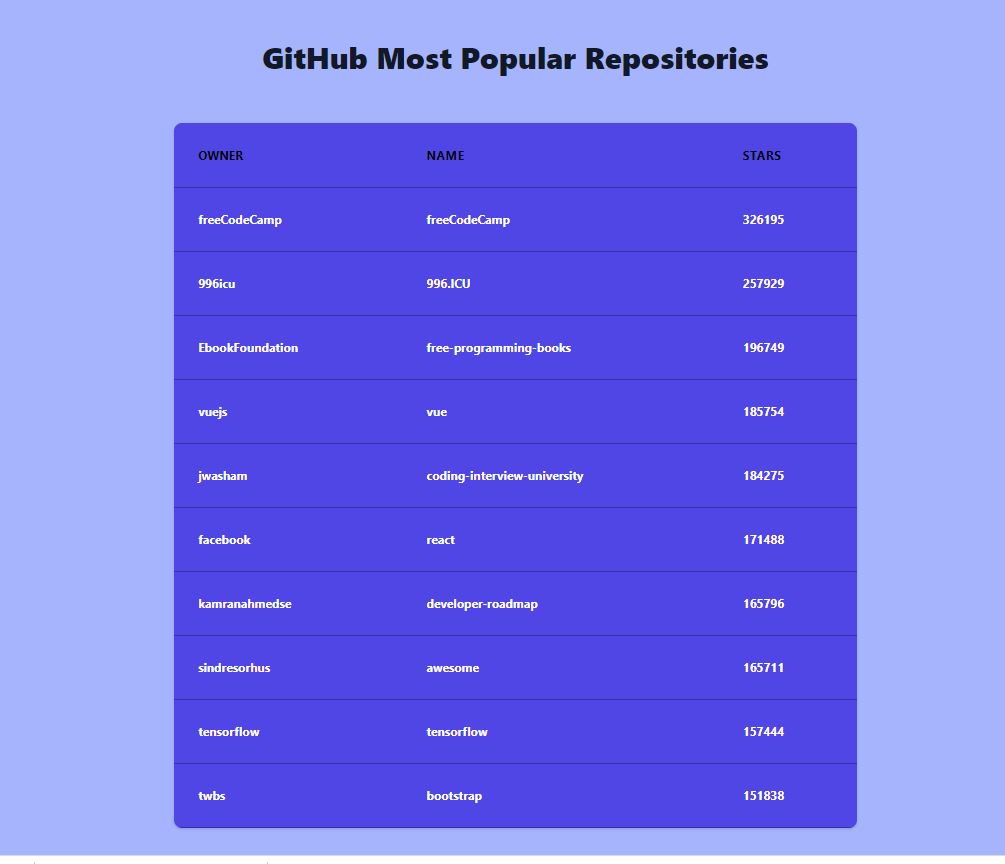 GitHub Most Popular Repositories
OWNER NAME STARS
freeCodeCamp freeCodeCamp 326195
996icu 996.ICU 257929
EbookFoundation free-programming-books 196749
vuejs vue 185754
jwasham coding-interview-university 184275
facebook react 171488
kamranahmedse developer-roadmap 165796
sindresorhus awesome 165711
tensorflow tensorflow 157444
twbs bootstrap 151838